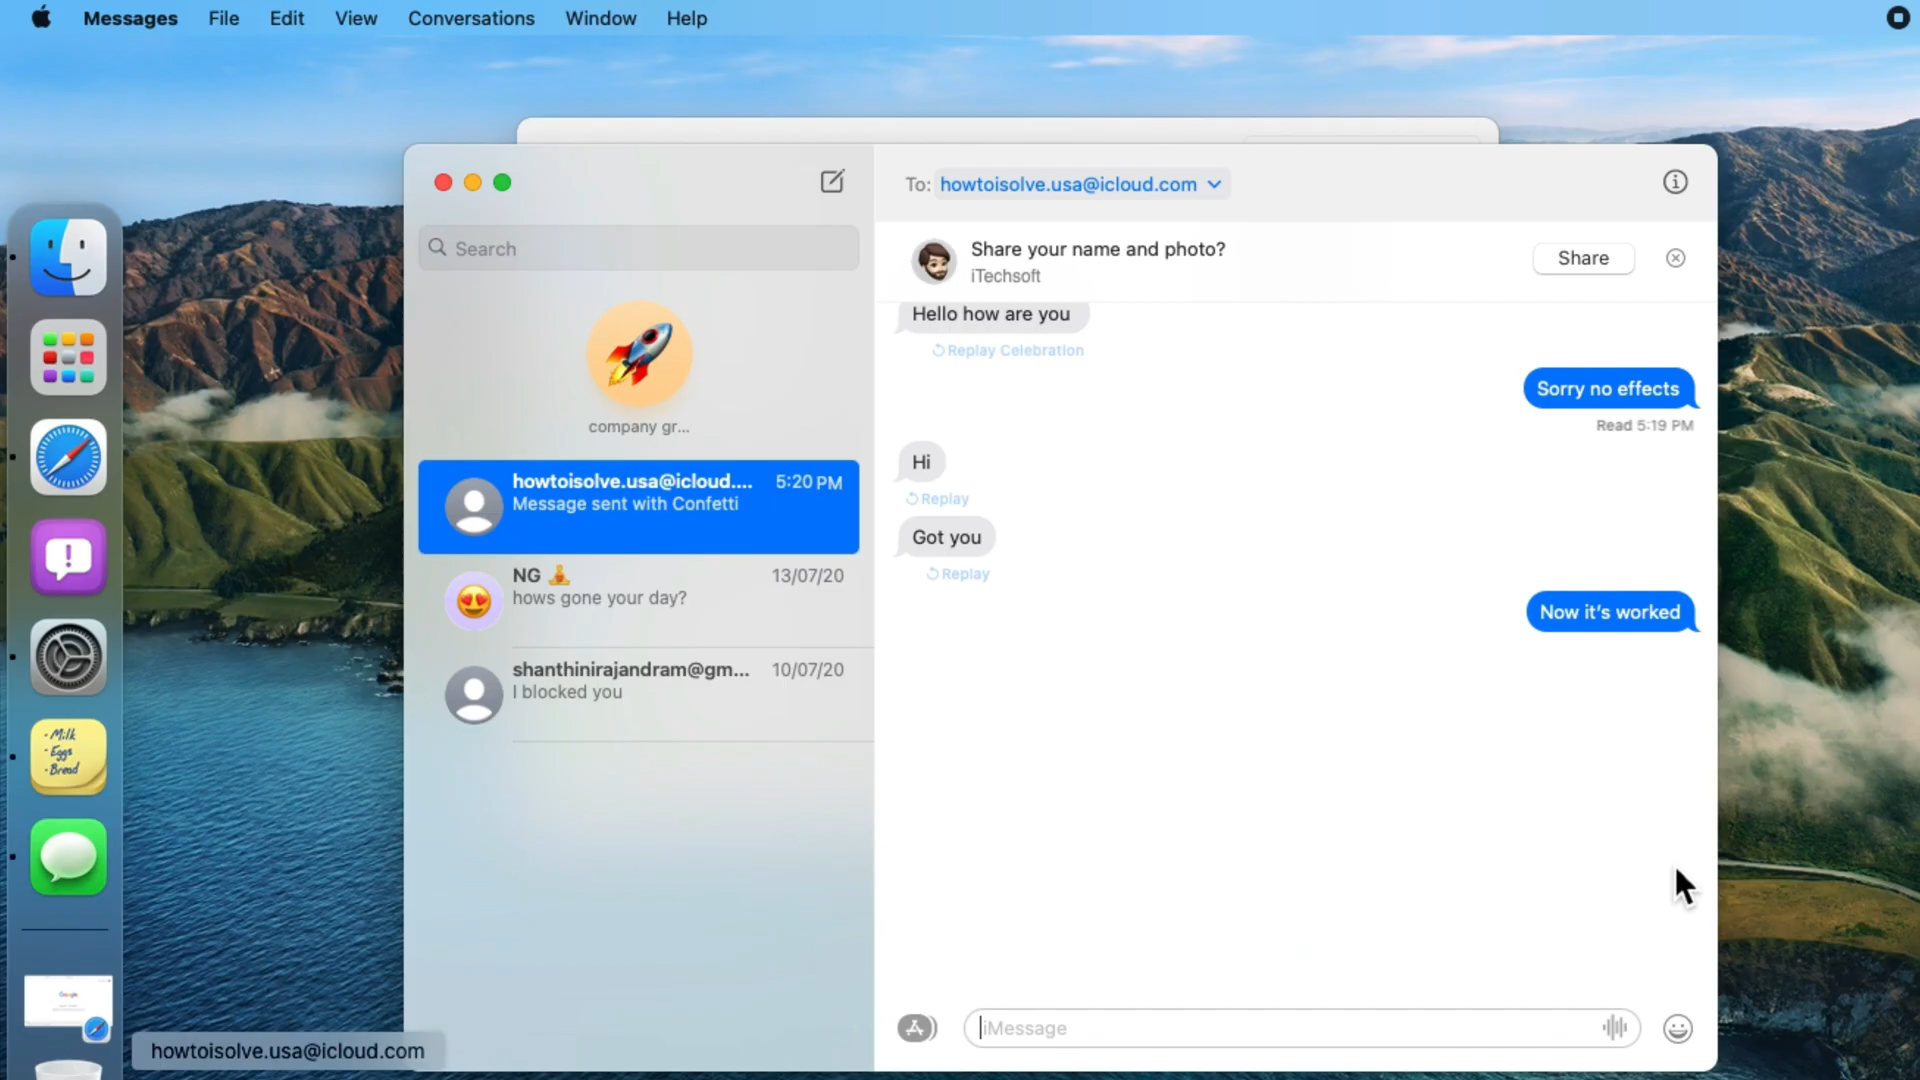 Messages File Edit View Conversations Window Help
Search
company gr...
howtoisolve.usa@icloud.... 5:20 PM
Message sent with Confetti
NG 🧘 13/07/20
hows gone your day?
shanthinirajandram@gm... 10/07/20
I blocked you
To: howtoisolve.usa@icloud.com
Share your name and photo?
iTechsoft
Share
Hello how are you
Replay Celebration
Sorry no effects
Read 5:19 PM
Hi
Replay
Got you
Replay
Now it's worked
iMessage
- Milk
- Eggs
- Bread
Google
howtoisolve.usa@icloud.com